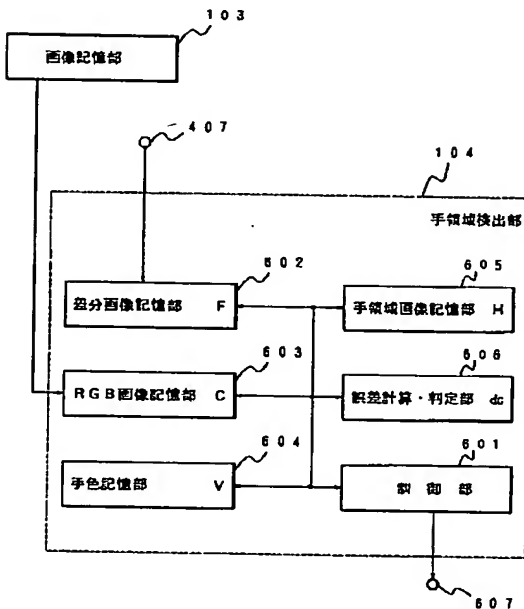 103
画像記憶部
407
104
手領域検出部
602
605
差分画像記憶部 F
手領域画像記憶部 H
603
606
RGB画像記憶部 C
誤差計算・判定部 dc
604
601
手色記憶部 V
制御部
607